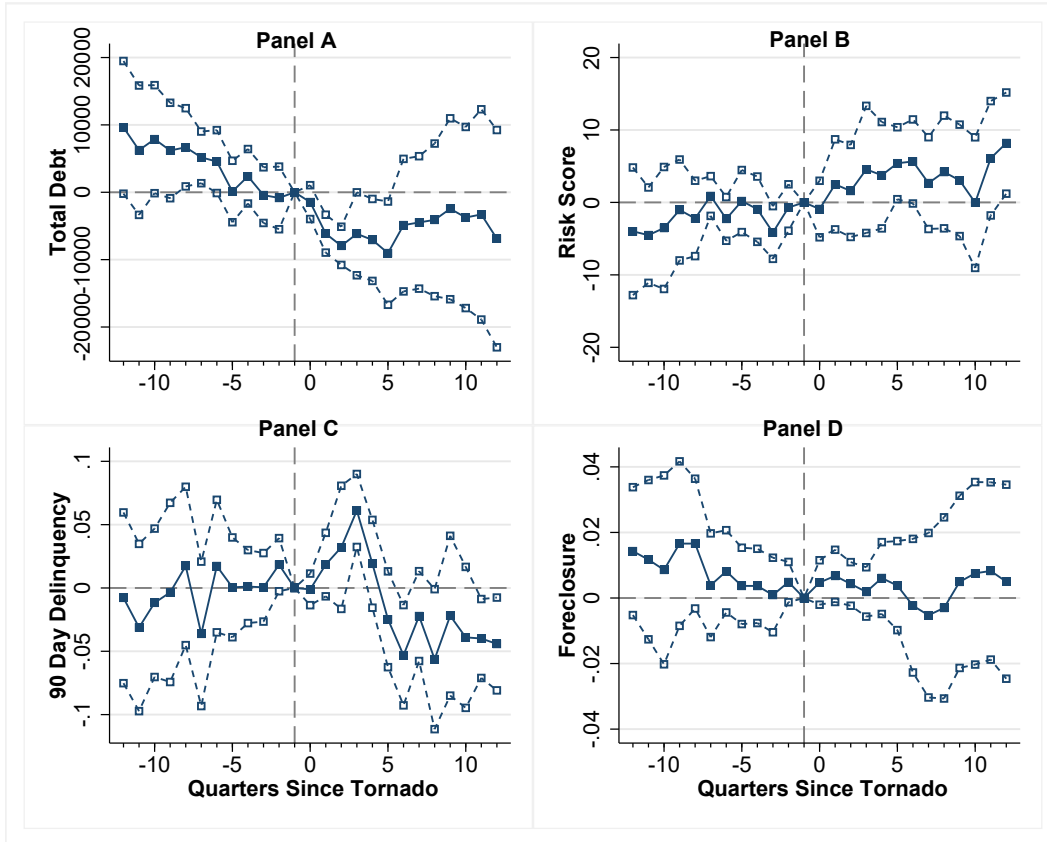 Panel A
Total Debt
20000
10000
0
-10000
-20000
-10 -5 0 5 10
Panel B
Risk Score
20
10
0
-10
-20
-10 -5 0 5 10
Panel C
90 Day Delinquency
.1
.05
0
-.05
-.1
-10 -5 0 5 10
Quarters Since Tornado
Panel D
Foreclosure
.04
.02
0
-.02
-.04
-10 -5 0 5 10
Quarters Since Tornado